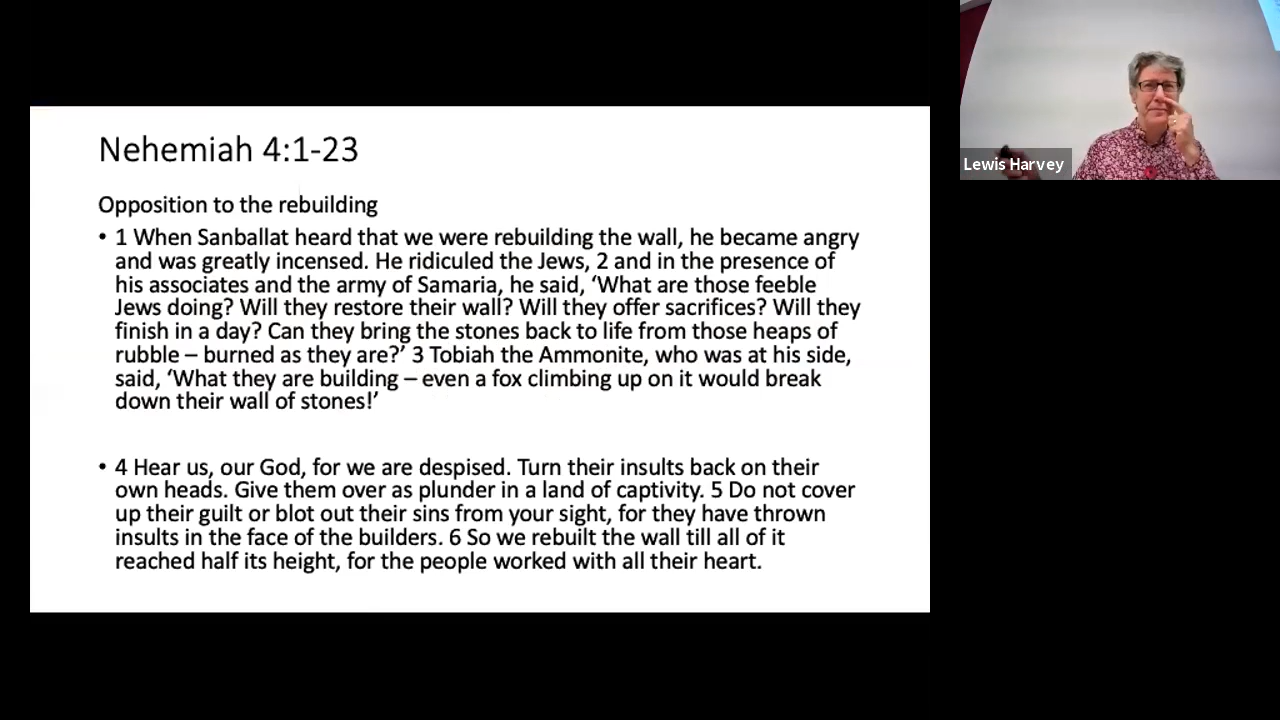 Nehemiah 4:1-23
Opposition to the rebuilding
• 1 When Sanballat heard that we were rebuilding the wall, he became angry
and was greatly incensed. He ridiculed the Jews, 2 and in the presence of
his associates and the army of Samaria, he said, ‘What are those feeble
Jews doing? Will they restore their wall? Will they offer sacrifices? Will they
finish in a day? Can they bring the stones back to life from those heaps of
rubble – burned as they are?’ 3 Tobiah the Ammonite, who was at his side,
said, ‘What they are building – even a fox climbing up on it would break
down their wall of stones!’
• 4 Hear us, our God, for we are despised. Turn their insults back on their
own heads. Give them over as plunder in a land of captivity. 5 Do not cover
up their guilt or blot out their sins from your sight, for they have thrown
insults in the face of the builders. 6 So we rebuilt the wall till all of it
reached half its height, for the people worked with all their heart.
Lewis Harvey